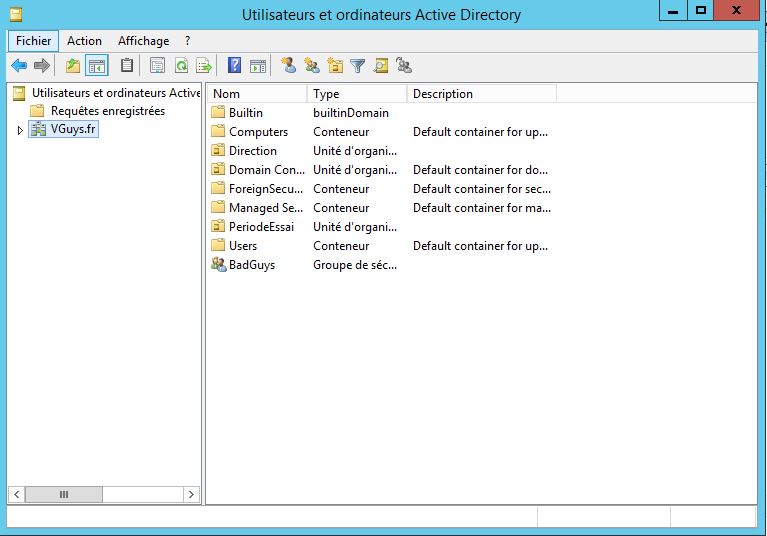 Utilisateurs et ordinateurs Active Directory
Fichier Action Affichage ?
Utilisateurs et ordinateurs Active
Requêtes enregistrées
VGuys.fr
Nom Type Description
Builtin builtinDomain
Computers Conteneur Default container for up...
Direction Unité d'organi...
Domain Con... Unité d'organi... Default container for do...
ForeignSecu... Conteneur Default container for sec...
Managed Se... Conteneur Default container for ma...
PeriodeEssai Unité d'organi...
Users Conteneur Default container for up...
BadGuys Groupe de séc...